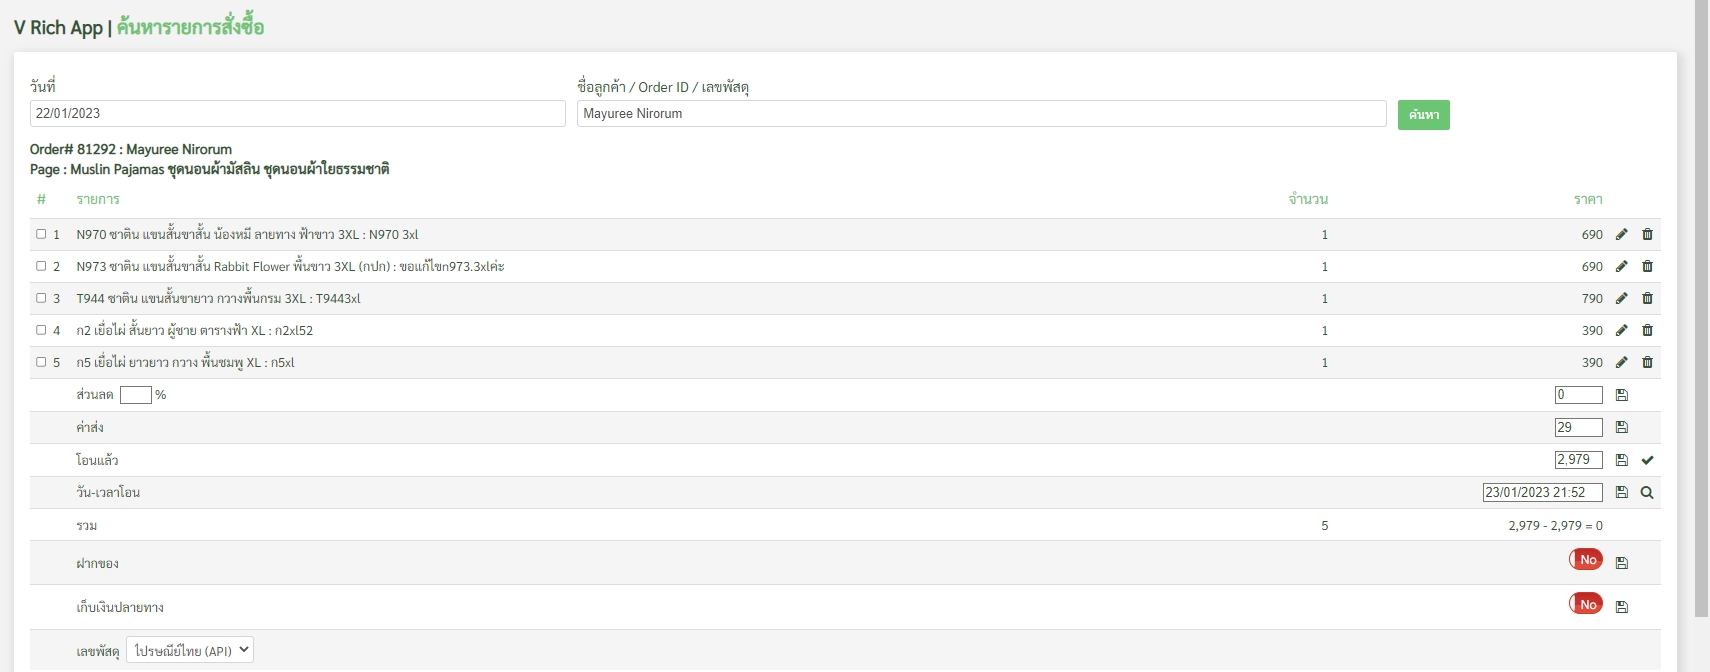 V Rich App | ค้นหารายการสั่งซื้อ
วันที่ ชื่อลูกค้า / Order ID / เลขพัสดุ
22/01/2023 Mayuree Nirorum ค้นหา
Order# 81292 : Mayuree Nirorum
Page : Muslin Pajamas ชุดนอนผ้ามัสลิน ชุดนอนผ้าใยธรรมชาติ
# รายการ จำนวน ราคา
1 N970 ซาติน แขนสั้นขาสั้น น้องหมี ลายทาง ฟ้าขาว 3XL : N970 3xl 1 690
2 N973 ซาติน แขนสั้นขาสั้น Rabbit Flower พื้นขาว 3XL (กปก) : ขอแก้ไขn973.3xlค่ะ 1 690
3 T944 ซาติน แขนสั้นขายาว กวางพื้นกรม 3XL : T9443xl 1 790
4 ก2 เยื่อไผ่ สั้นยาว ผู้ชาย ตารางฟ้า XL : ก2xl52 1 390
5 ก5 เยื่อไผ่ ยาวยาว กวาง พื้นชมพู XL : ก5xl 1 390
ส่วนลด % 0
ค่าส่ง 29
โอนแล้ว 2,979
วัน-เวลาโอน 23/01/2023 21:52
รวม 5 2,979 - 2,979 = 0
ฝากของ No
เก็บเงินปลายทาง No
เลขพัสดุ ไปรษณีย์ไทย (API)